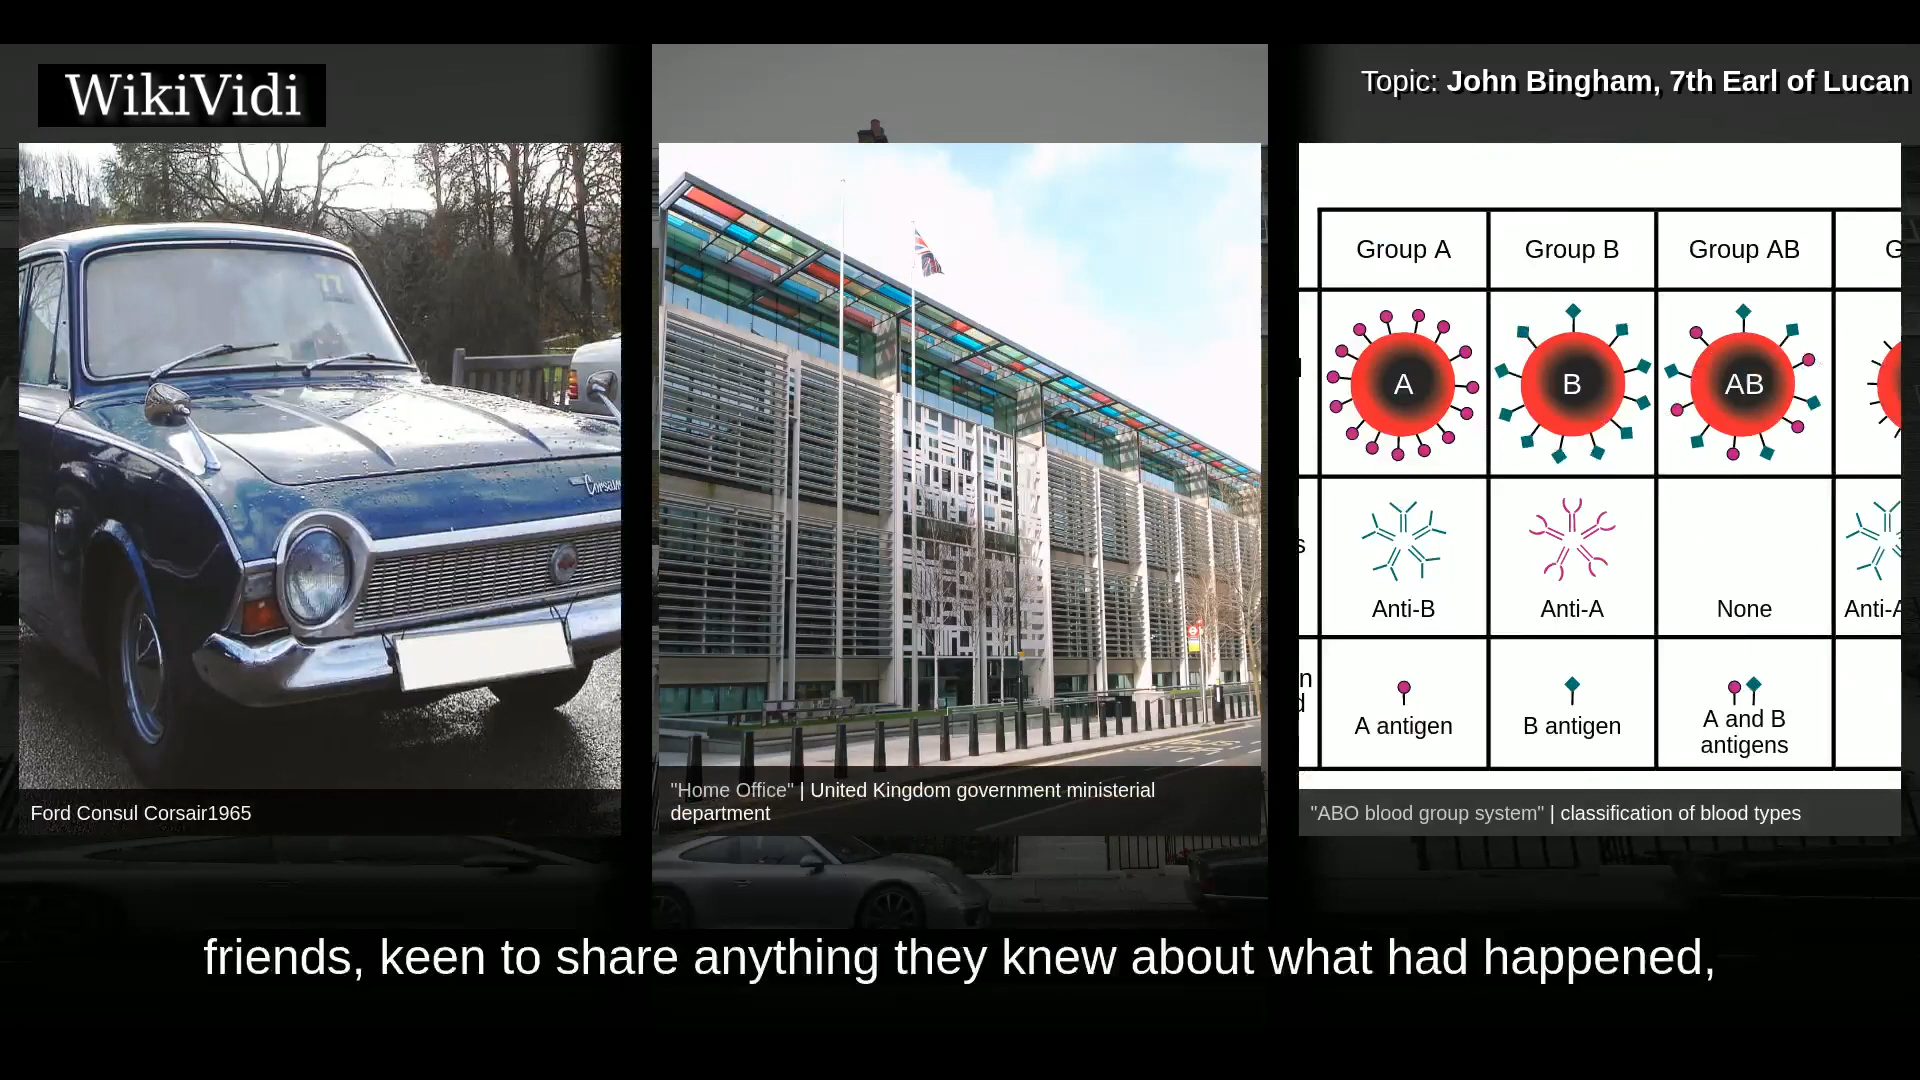 WikiVidi
Topic: John Bingham, 7th Earl of Lucan
Corsair
Ford Consul Corsair1965
"Home Office" | United Kingdom government ministerial
department
Group A
Group B
Group AB
G
A
B
AB
s
Anti-B
Anti-A
None
Anti-A
n
d
A antigen
B antigen
A and B
antigens
"ABO blood group system" | classification of blood types
friends, keen to share anything they knew about what had happened,